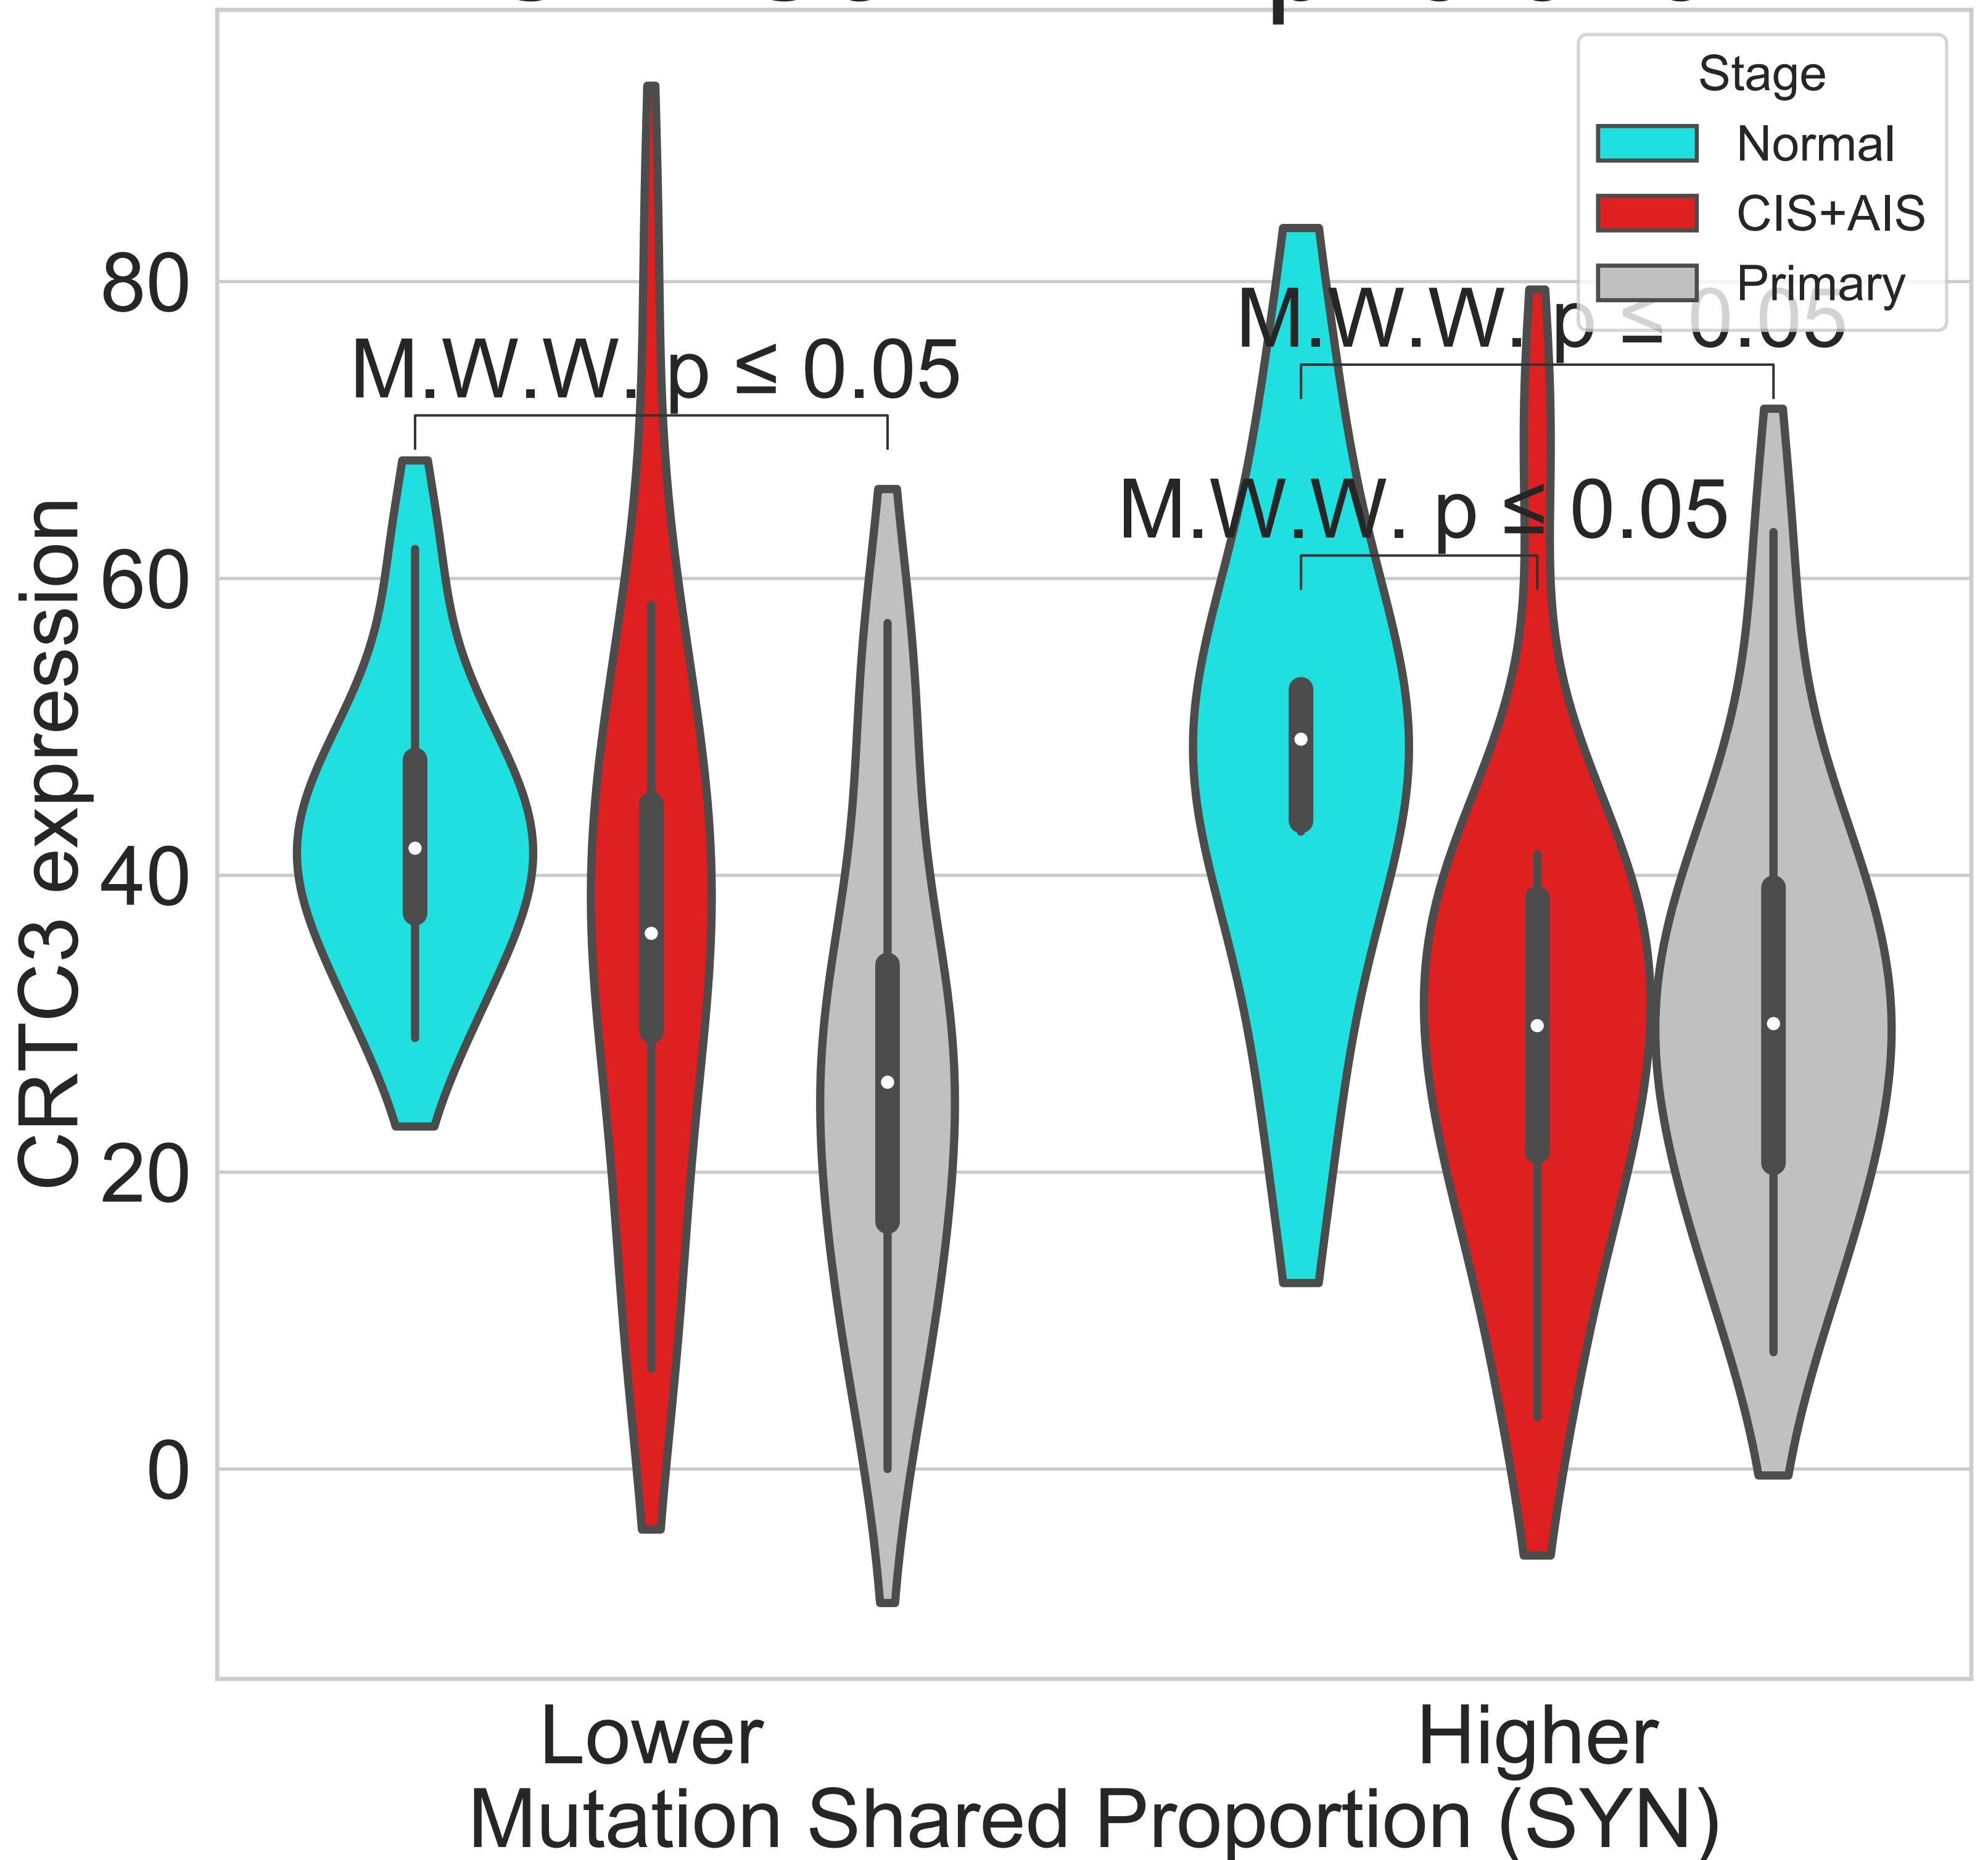 Stage
Normal
CIS+AIS
Primary
80
60
40
20
0
CRTC3 expression
M.W.W. p ≤ 0.05
M.W.W. p ≤ 0.05
M.W.W. p ≤ 0.05
Lower
Higher
Mutation Shared Proportion (SYN)